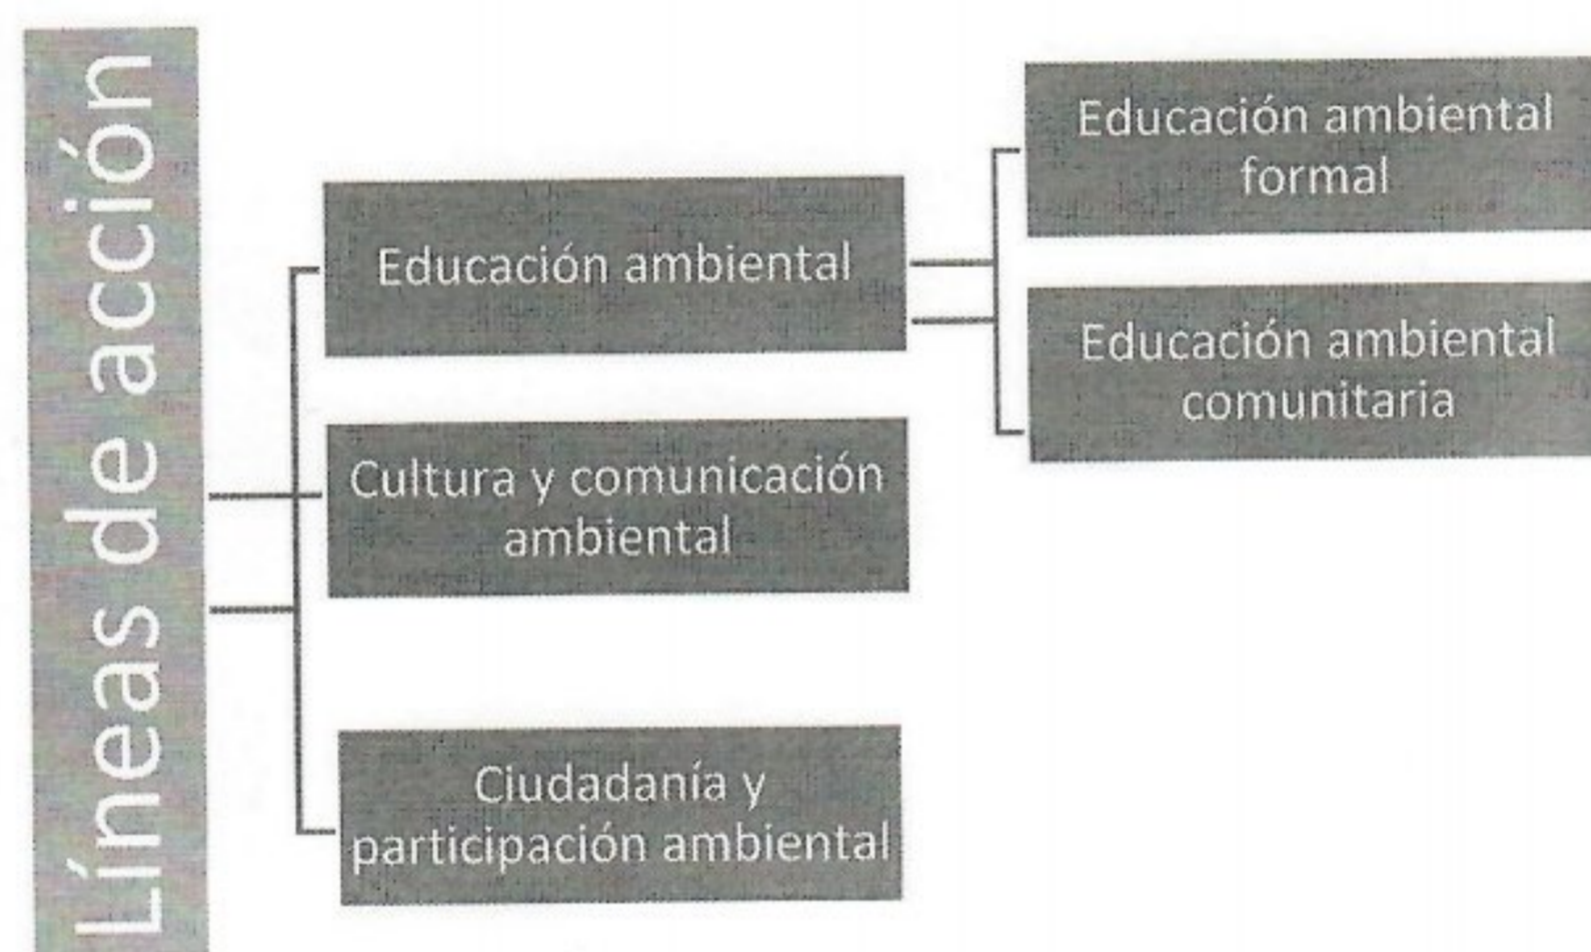 Líneas de acción
Educación ambiental
Cultura y comunicación
ambiental
Ciudadanía y
participación ambiental
Educación ambiental
formal
Educación ambiental
comunitaria